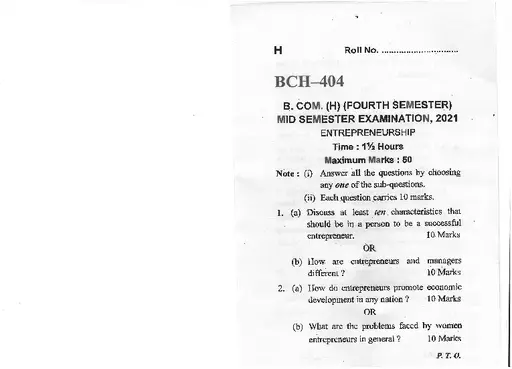 H Roll No. ..............................
BCH–404
B. COM. (H) (FOURTH SEMESTER)
MID SEMESTER EXAMINATION, 2021
ENTREPRENEURSHIP
Time : 1½ Hours
Maximum Marks : 50
Note : (i) Answer all the questions by choosing
any one of the sub-questions.
(ii) Each question carries 10 marks.
1. (a) Discuss at least ten characteristics that
should be in a person to be a successful
entrepreneur. 10 Marks
OR
(b) How are entrepreneurs and managers
different ? 10 Marks
2. (a) How do entrepreneurs promote economic
development in any nation ? 10 Marks
OR
(b) What are the problems faced by women
entrepreneurs in general ? 10 Marks
P. T. O.